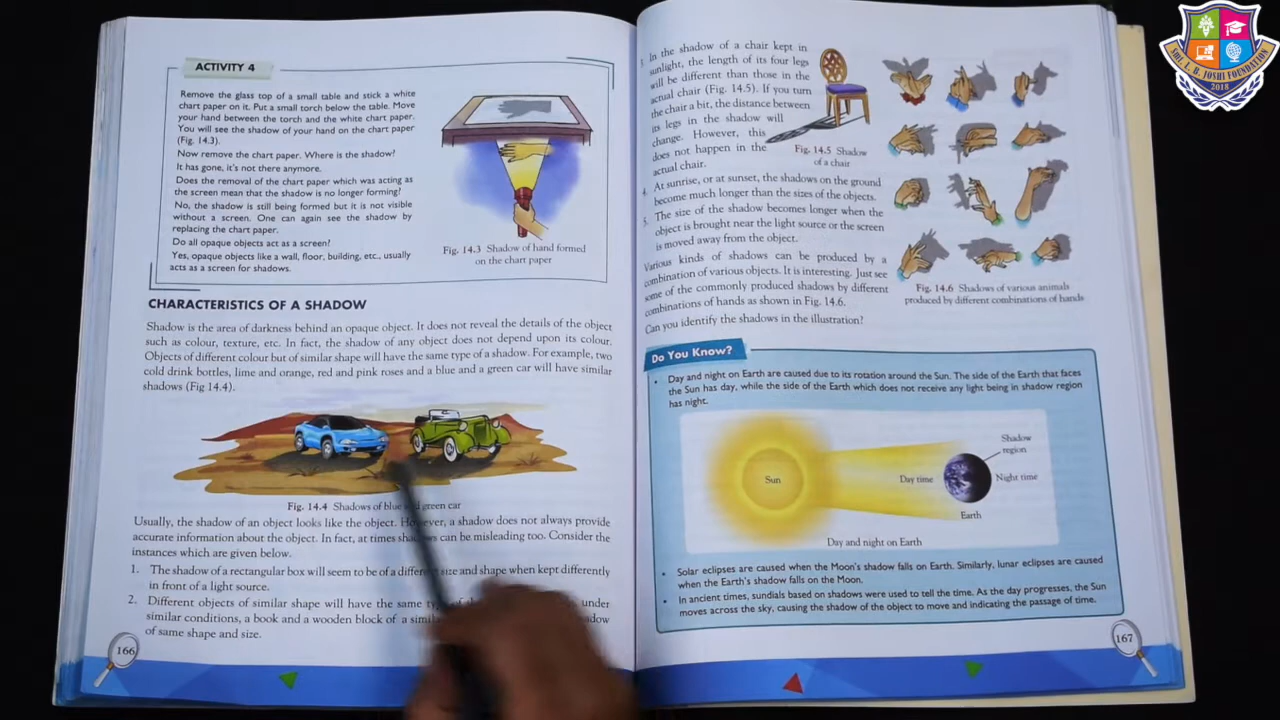 ACTIVITY 4
Remove the glass top of a small table and stick a white
chart paper on it. Put a small torch below the table. Move
your hand between the torch and the white chart paper.
You will see the shadow of your hand on the chart paper
(Fig. 14.3).
Now remove the chart paper. Where is the shadow?
It has gone, it's not there anymore.
Does the removal of the chart paper which was acting as
the screen mean that the shadow is no longer forming?
No, the shadow is still being formed but it is not visible
without a screen. One can again see the shadow by
replacing the chart paper.
Do all opaque objects act as a screen?
Yes, opaque objects like a wall, floor, building, etc., usually
acts as a screen for shadows.
Fig. 14.3 Shadow of hand formed
on the chart paper
CHARACTERISTICS OF A SHADOW
Shadow is the area of darkness behind an opaque object. It does not reveal the details of the object
such as colour, texture, etc. In fact, the shadow of any object does not depend upon its colour.
Objects of different colour but of similar shape will have the same type of a shadow. For example, two
cold drink bottles, lime and orange, red and pink roses and a blue and a green car will have similar
shadows (Fig 14.4).
Fig. 14.4 Shadows of blue green car
Usually, the shadow of an object looks like the object. However, a shadow does not always provide
accurate information about the object. In fact, at times can be misleading too. Consider the
instances which are given below.
1. The shadow of a rectangular box will seem to be of a different size and shape when kept differently
in front of a light source.
2. Different objects of similar shape will have the same under
similar conditions, a book and a wooden block of a
of same shape and size.
166
3. In the shadow of a chair kept in
sunlight, the length of its four legs
will be different than those in the
actual chair (Fig. 14.5). If you turn
the chair a bit, the distance between
its legs in the shadow will
change. However, this
does not happen in the
actual chair.
Fig. 14.5 Shadow
of a chair
4. At sunrise, or at sunset, the shadows on the ground
become much longer than the sizes of the objects.
5. The size of the shadow becomes longer when the
object is brought near the light source or the screen
is moved away from the object.
Various kinds of shadows can be produced by a
combination of various objects. It is interesting. Just see
some of the commonly produced shadows by different
combinations of hands as shown in Fig. 14.6.
Can you identify the shadows in the illustration?
Fig. 14.6 Shadows of various animals
produced by different combinations of hands
Do You Know?
• Day and night on Earth are caused due to its rotation around the Sun. The side of the Earth that faces
the Sun has day, while the side of the Earth which does not receive any light being in shadow region
has night.
Sun
Day time
Shadow
region
Night time
Earth
Day and night on Earth
• Solar eclipses are caused when the Moon's shadow falls on Earth. Similarly, lunar eclipses are caused
when the Earth's shadow falls on the Moon.
• In ancient times, sundials based on shadows were used to tell the time. As the day progresses, the Sun
moves across the sky, causing the shadow of the object to move and indicating the passage of time.
167
SHRI. L. B. JOSHI FOUNDATION
2018